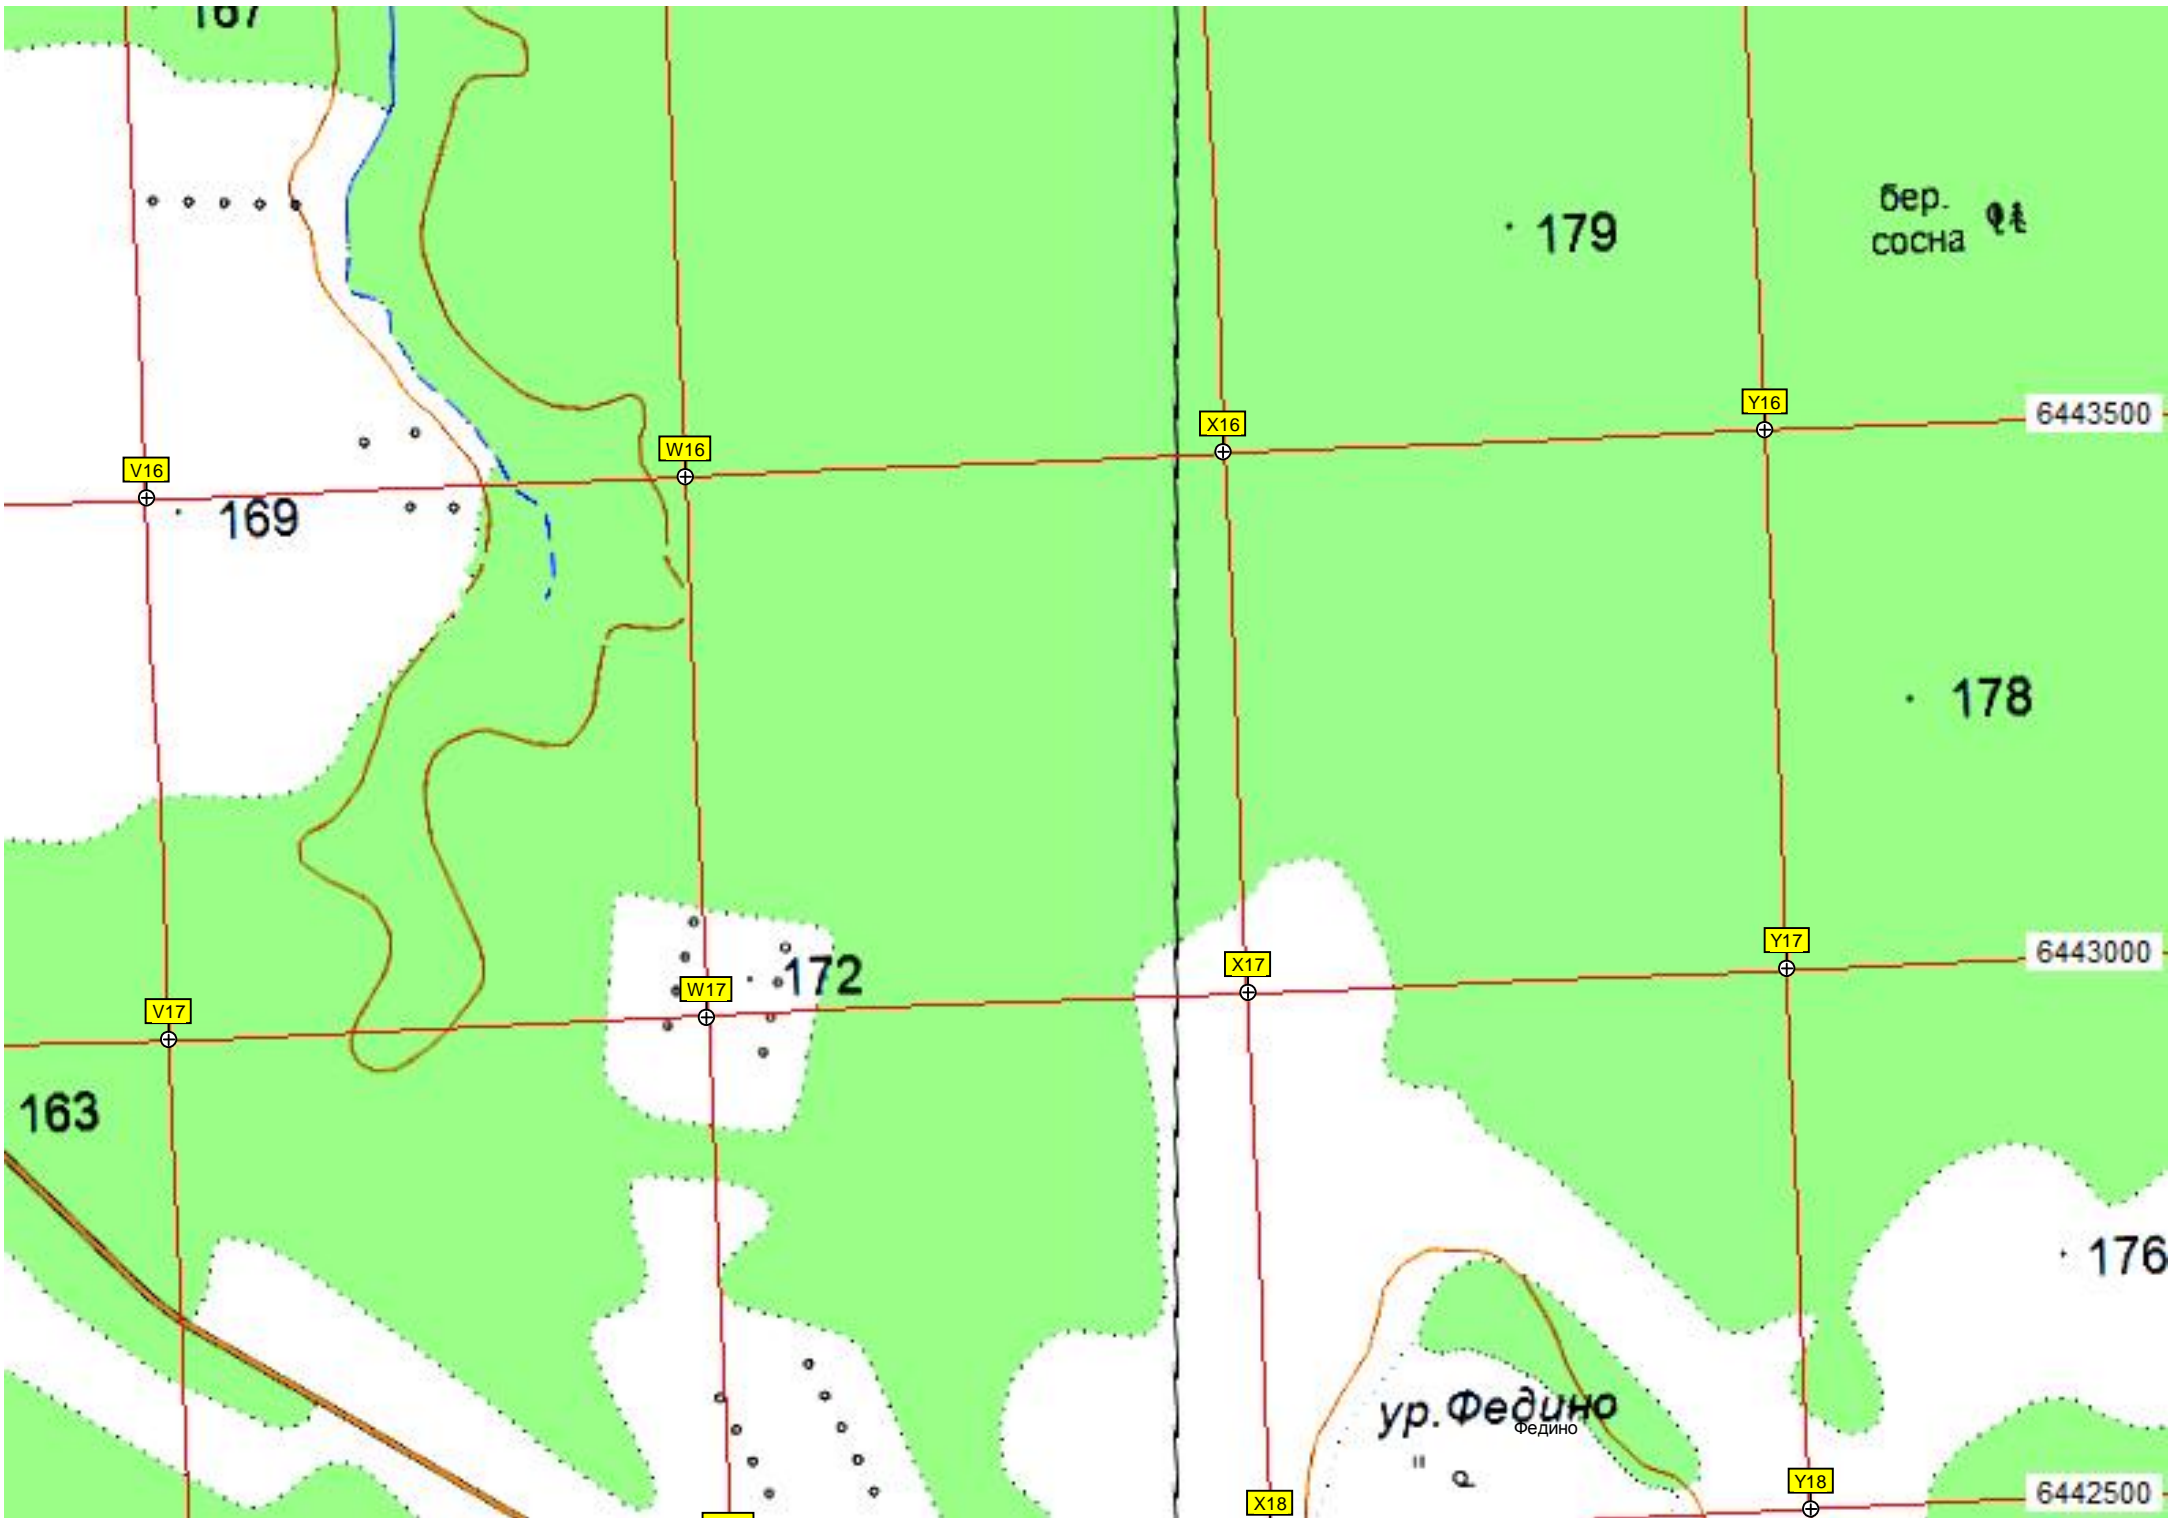 167
бер.
сосна
179
Y16
6443500
X16
W16
V16
169
178
Y17
6443000
X17
172
W17
V17
163
176
ур.Федино
Федино
Y18
6442500
X18